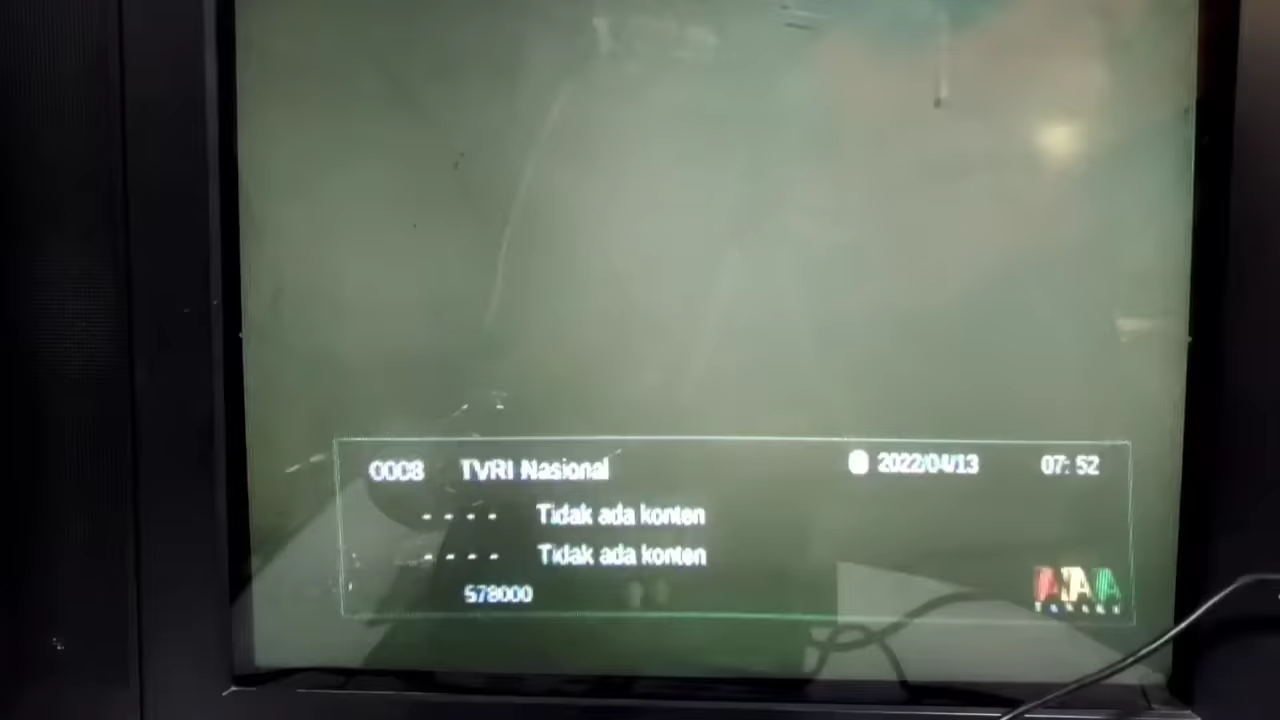 0008 TVRI Nasional 2022/04/13 07: 52
- - - - Tidak ada konten
- - - - Tidak ada konten
578000